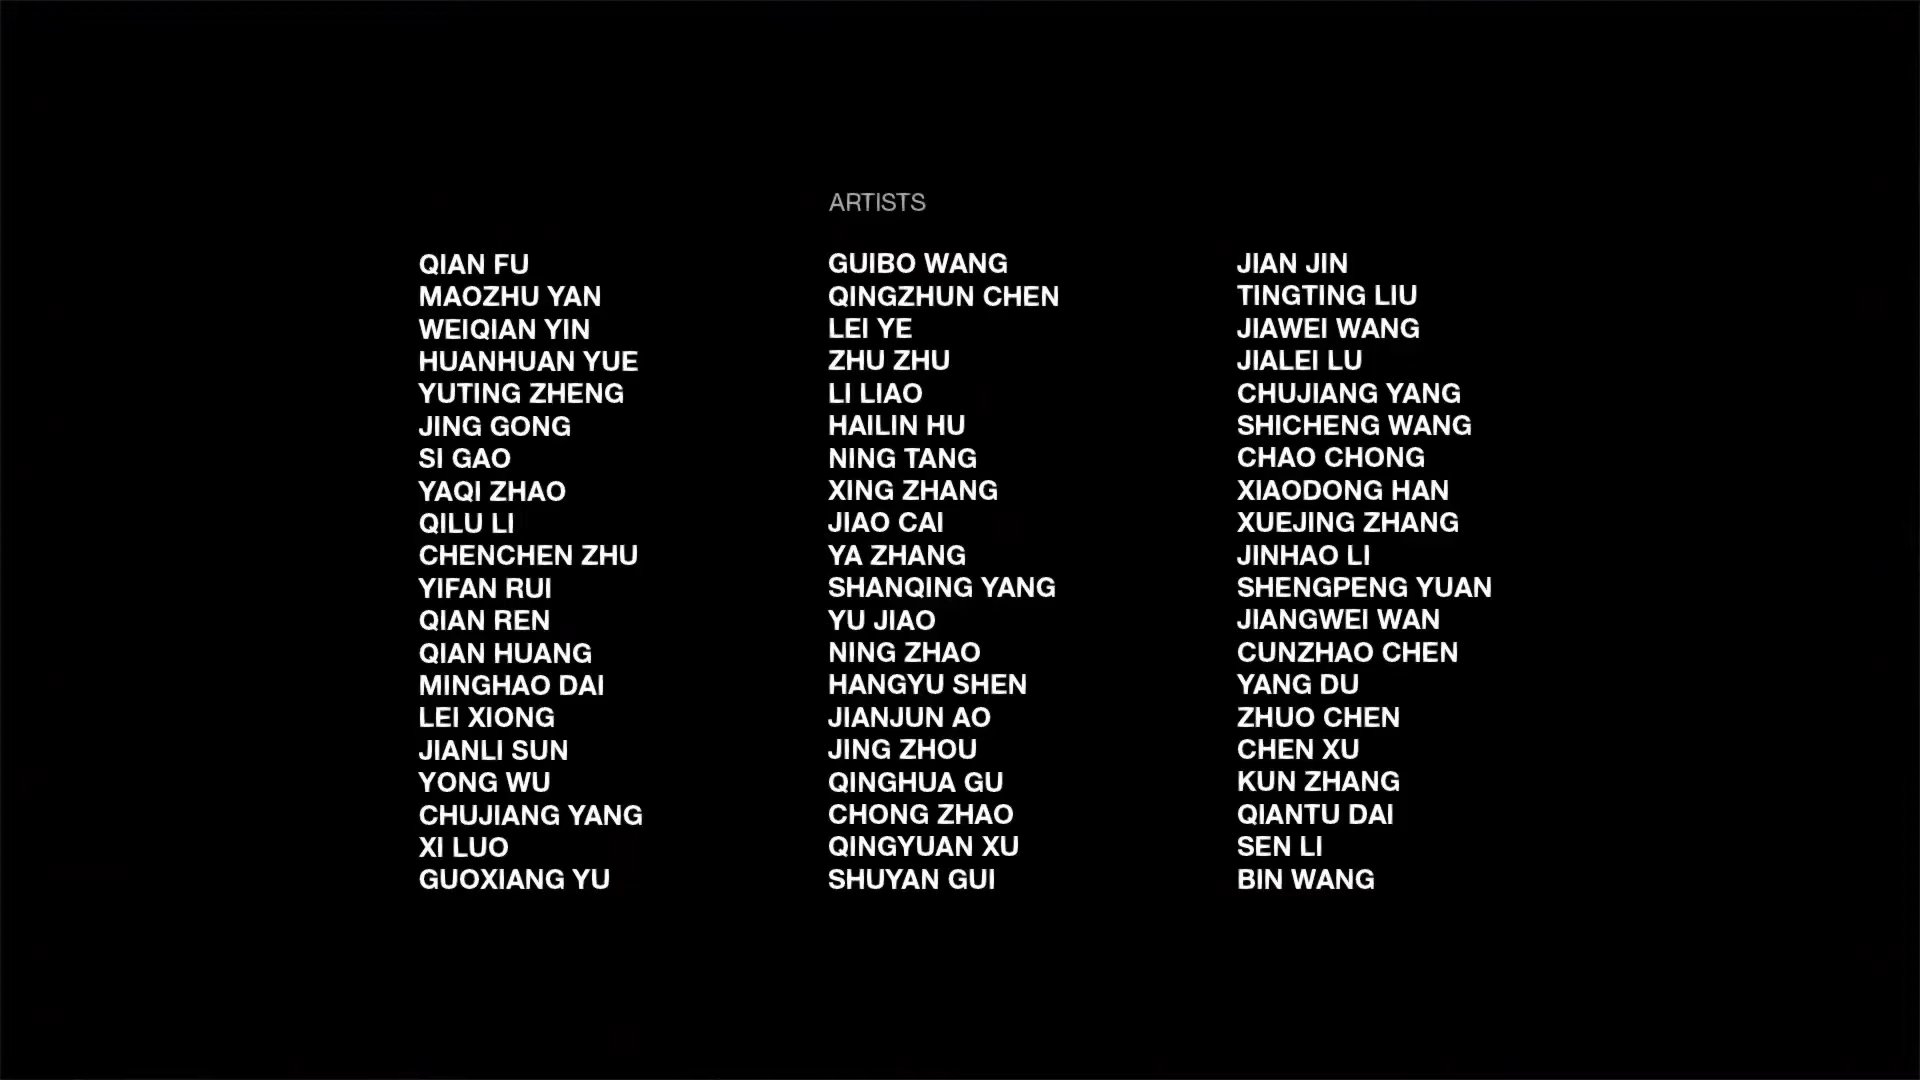 ARTISTS
QIAN FU
MAOZHU YAN
WEIQIAN YIN
HUANHUAN YUE
YUTING ZHENG
JING GONG
SI GAO
YAQI ZHAO
QILU LI
CHENCHEN ZHU
YIFAN RUI
QIAN REN
QIAN HUANG
MINGHAO DAI
LEI XIONG
JIANLI SUN
YONG WU
CHUJIANG YANG
XI LUO
GUOXIANG YU
GUIBO WANG
QINGZHUN CHEN
LEI YE
ZHU ZHU
LI LIAO
HAILIN HU
NING TANG
XING ZHANG
JIAO CAI
YA ZHANG
SHANQING YANG
YU JIAO
NING ZHAO
HANGYU SHEN
JIANJUN AO
JING ZHOU
QINGHUA GU
CHONG ZHAO
QINGYUAN XU
SHUYAN GUI
JIAN JIN
TINGTING LIU
JIAWEI WANG
JIALEI LU
CHUJIANG YANG
SHICHENG WANG
CHAO CHONG
XIAODONG HAN
XUEJING ZHANG
JINHAO LI
SHENGPENG YUAN
JIANGWEI WAN
CUNZHAO CHEN
YANG DU
ZHUO CHEN
CHEN XU
KUN ZHANG
QIANTU DAI
SEN LI
BIN WANG